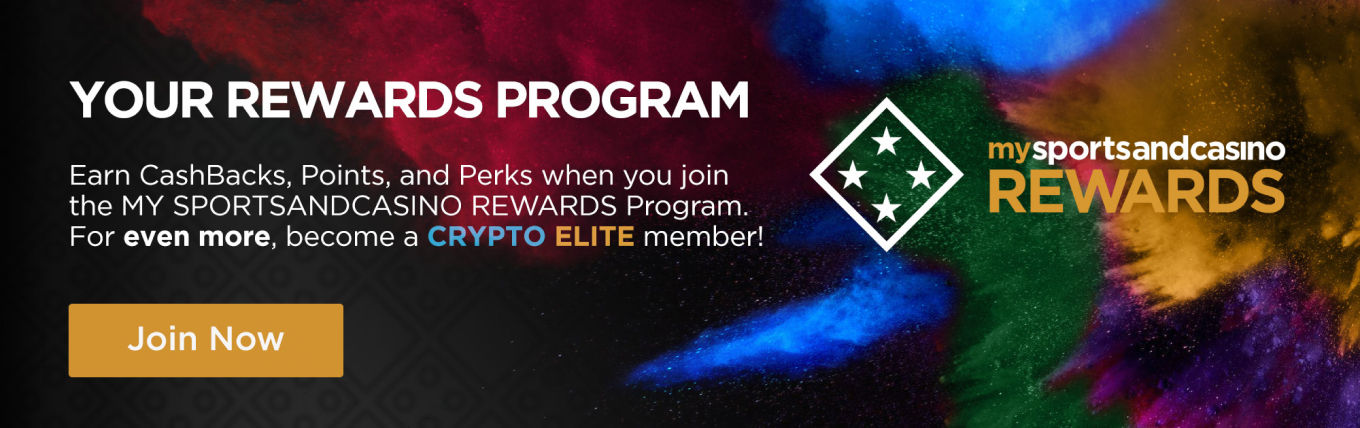 YOUR REWARDS PROGRAM
Earn CashBacks, Points, and Perks when you join
the MY SPORTSANDCASINO REWARDS Program.
For even more, become a CRYPTO ELITE member!
Join Now
mysportsandcasino
REWARDS